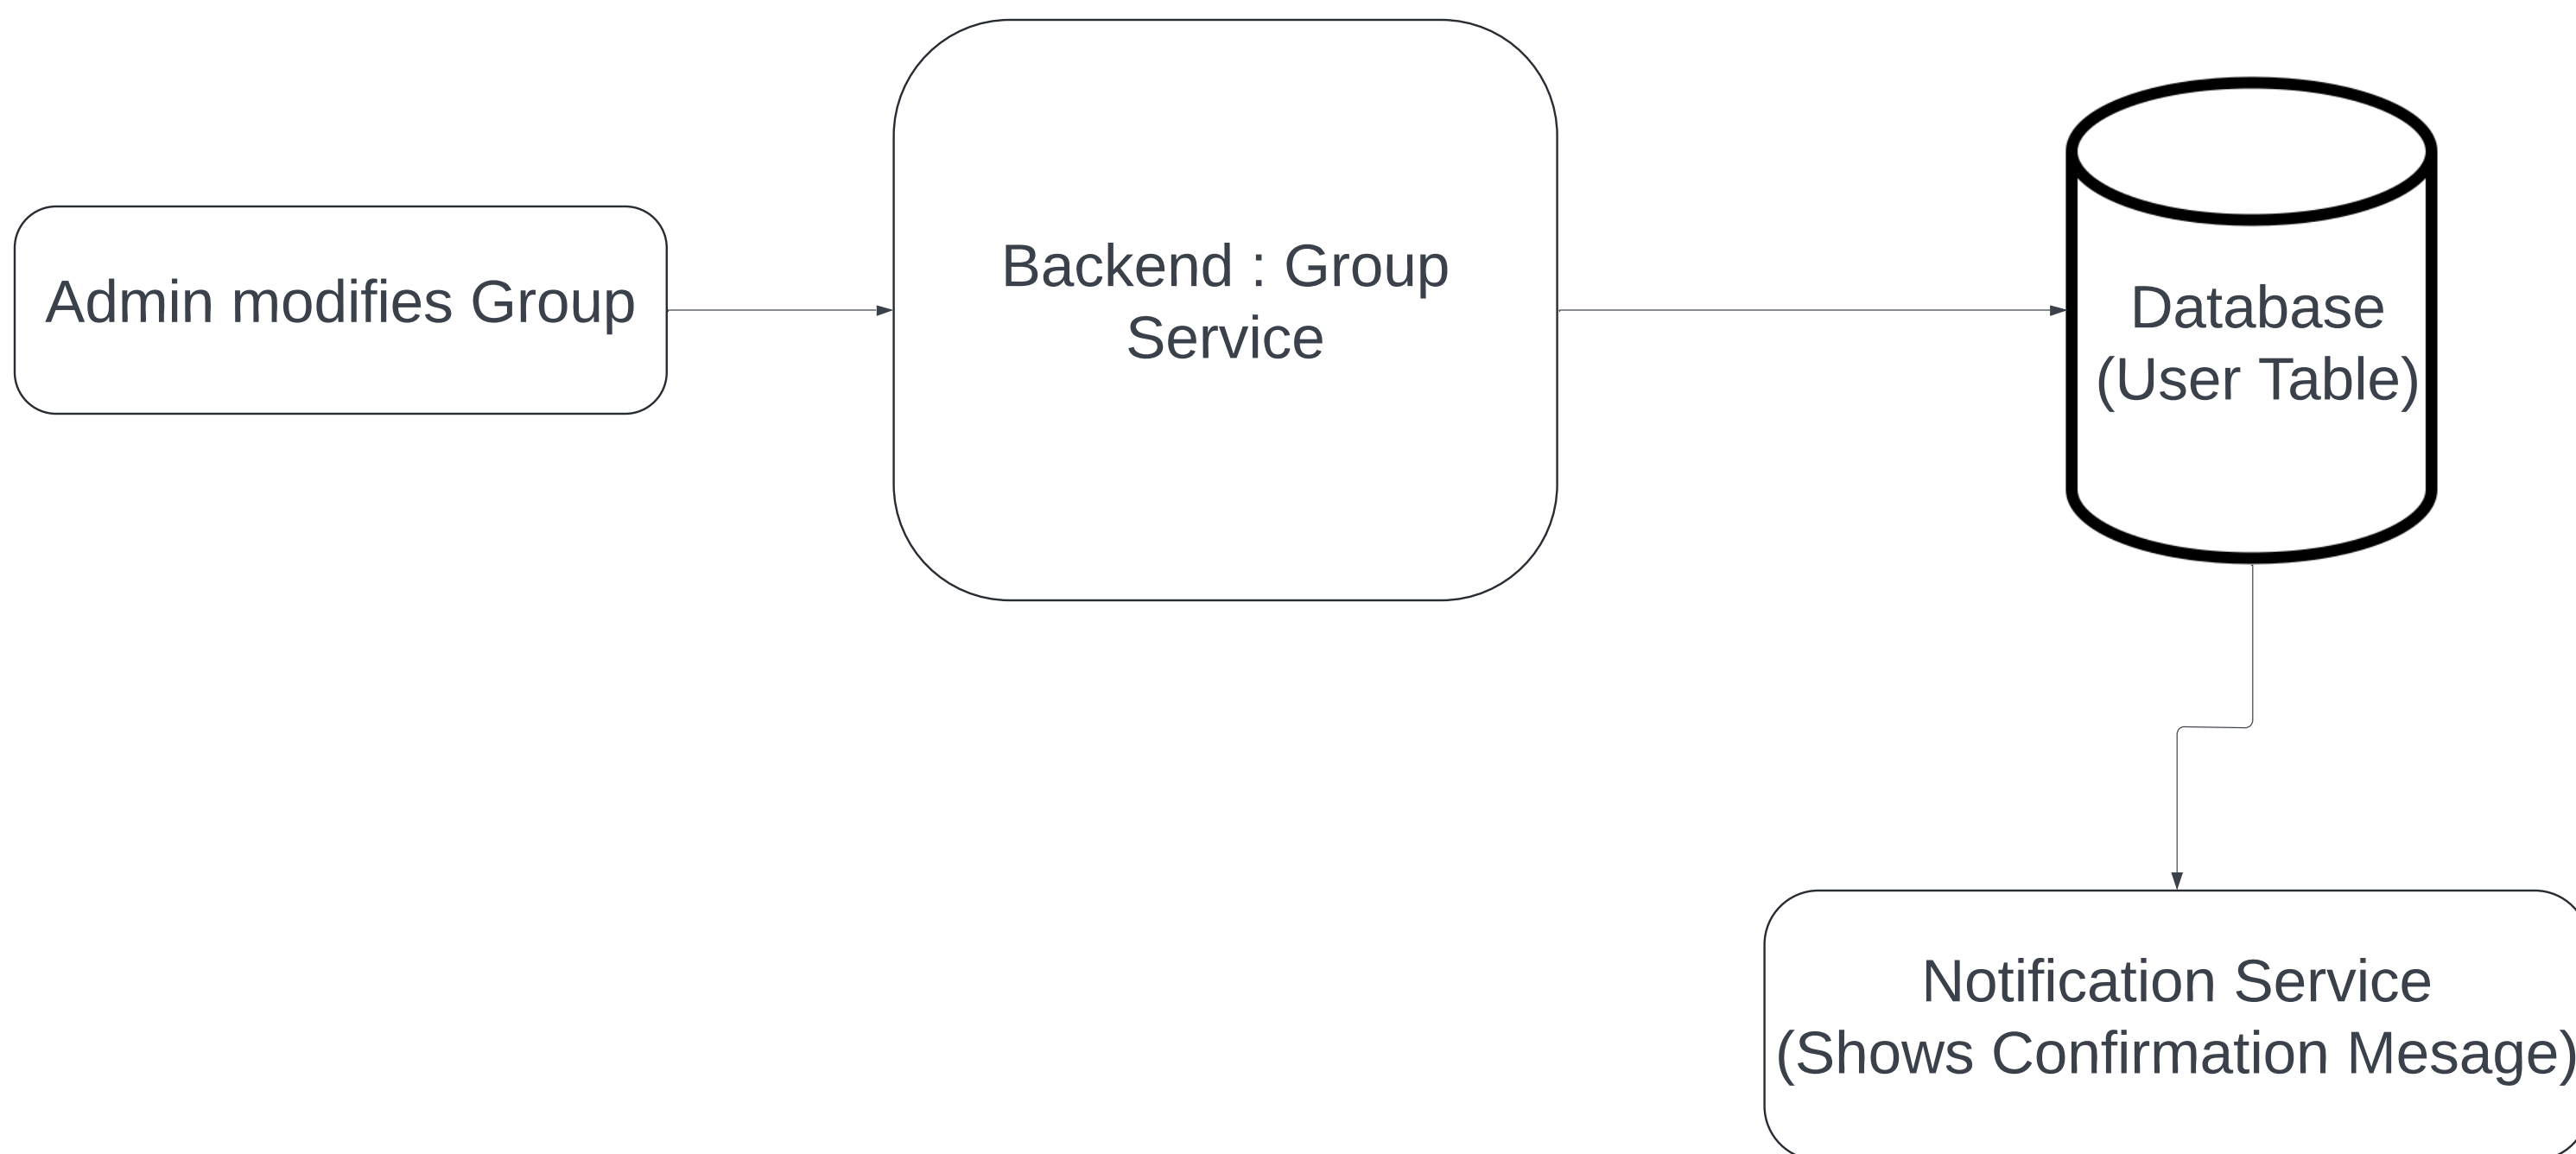 Admin modifies Group
Backend : Group
Service
Database
(User Table)
Notification Service
(Shows Confirmation Mesage)